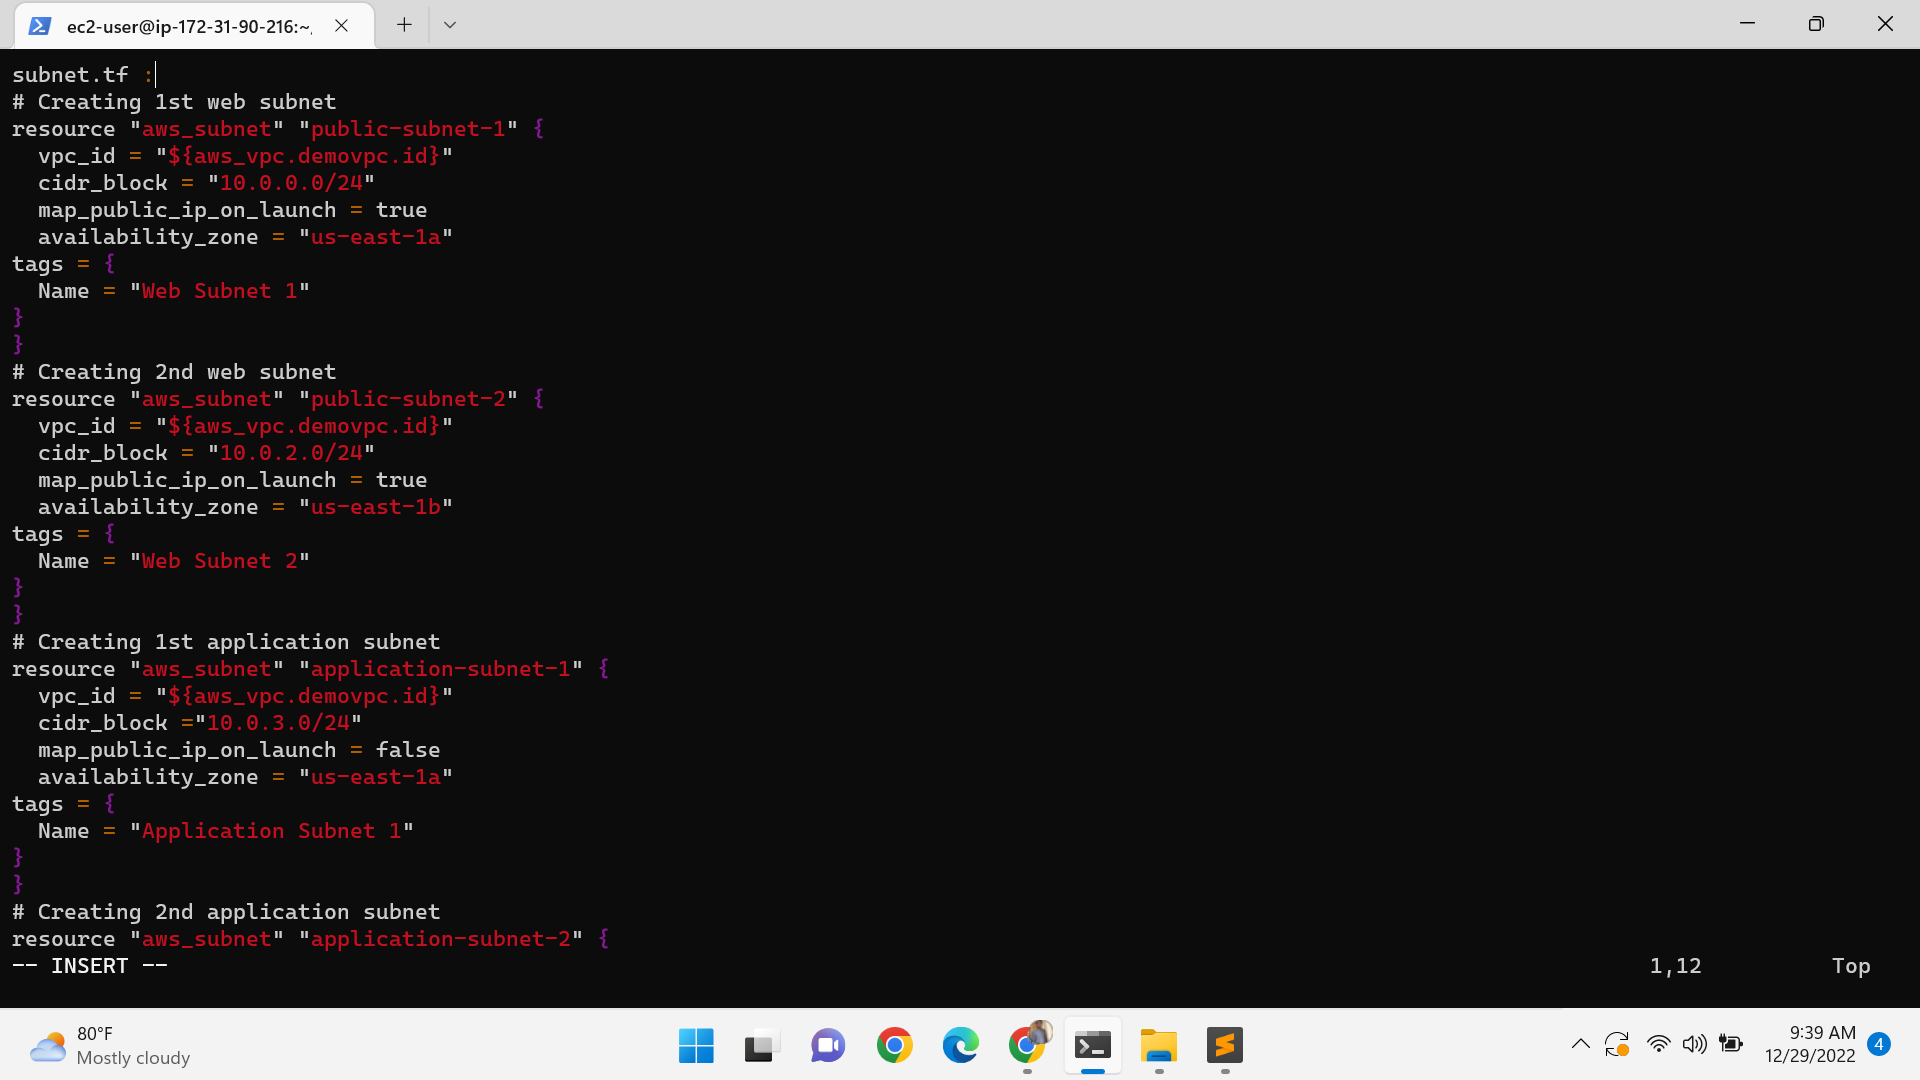 ec2-user@ip-172-31-90-216:~,
subnet.tf :
# Creating 1st web subnet
resource "aws_subnet" "public-subnet-1" {
  vpc_id = "${aws_vpc.demovpc.id}"
  cidr_block = "10.0.0.0/24"
  map_public_ip_on_launch = true
  availability_zone = "us-east-1a"
tags = {
  Name = "Web Subnet 1"
}
}
# Creating 2nd web subnet
resource "aws_subnet" "public-subnet-2" {
  vpc_id = "${aws_vpc.demovpc.id}"
  cidr_block = "10.0.2.0/24"
  map_public_ip_on_launch = true
  availability_zone = "us-east-1b"
tags = {
  Name = "Web Subnet 2"
}
}
# Creating 1st application subnet
resource "aws_subnet" "application-subnet-1" {
  vpc_id = "${aws_vpc.demovpc.id}"
  cidr_block ="10.0.3.0/24"
  map_public_ip_on_launch = false
  availability_zone = "us-east-1a"
tags = {
  Name = "Application Subnet 1"
}
}
# Creating 2nd application subnet
resource "aws_subnet" "application-subnet-2" {
-- INSERT -- 1,12 Top
80°F
Mostly cloudy
9:39 AM
12/29/2022
4